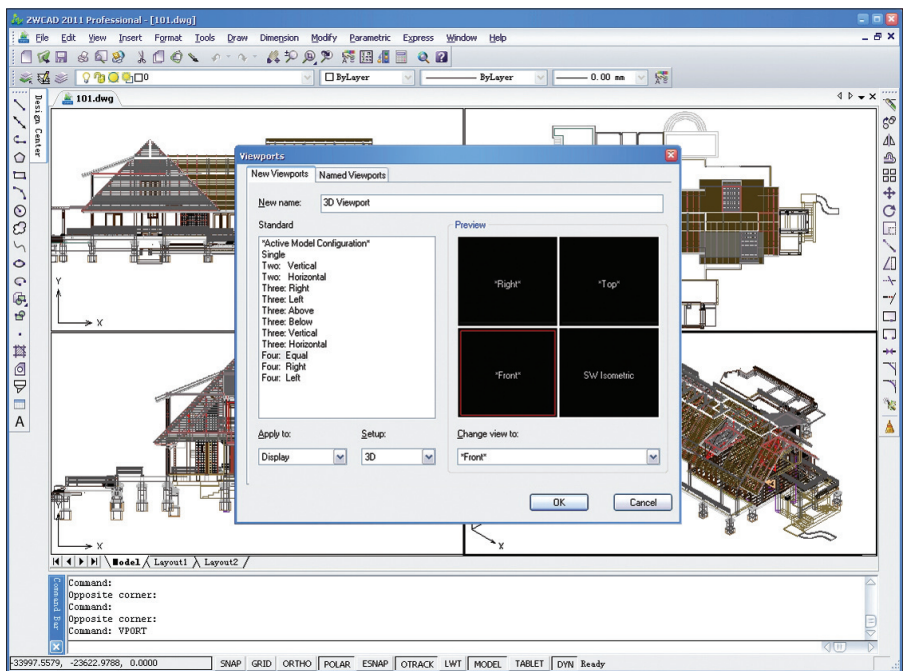 ZWCAD 2011 Professional - [101.dwg]
File Edit View Insert Format Tools Draw Dimension Modify Parametric Express Window Help
0 ByLayer ByLayer 0.00 mm
Design Center
101.dwg
Viewports
New Viewports Named Viewports
New name: 3D Viewport
Standard
*Active Model Configuration*
Single
Two: Vertical
Two: Horizontal
Three: Right
Three: Left
Three: Above
Three: Below
Three: Vertical
Three: Horizontal
Four: Equal
Four: Right
Four: Left
Preview
*Right* *Top*
*Front* SW Isometric
Apply to: Setup: Change view to:
Display 3D *Front*
OK Cancel
Y
X
Y
X
X
A
Model Layout1 Layout2
Command Bar
Command:
Opposite corner:
Command:
Opposite corner:
Command: VPORT
-33997.5579, -23622.9788, 0.0000 SNAP GRID ORTHO POLAR ESNAP OTRACK LWT MODEL TABLET DYN Ready